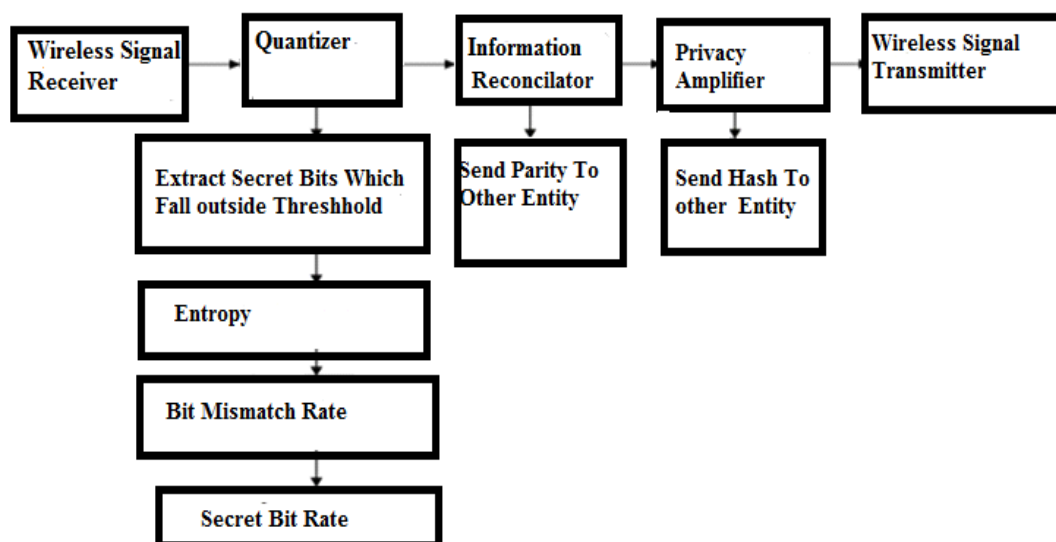 Wireless Signal
Receiver
Quantizer
Information
Reconcilator
Privacy
Amplifier
Wireless Signal
Transmitter
Extract Secret Bits Which
Fall outside Threshhold
Send Parity To
Other Entity
Send Hash To
other Entity
Entropy
Bit Mismatch Rate
Secret Bit Rate